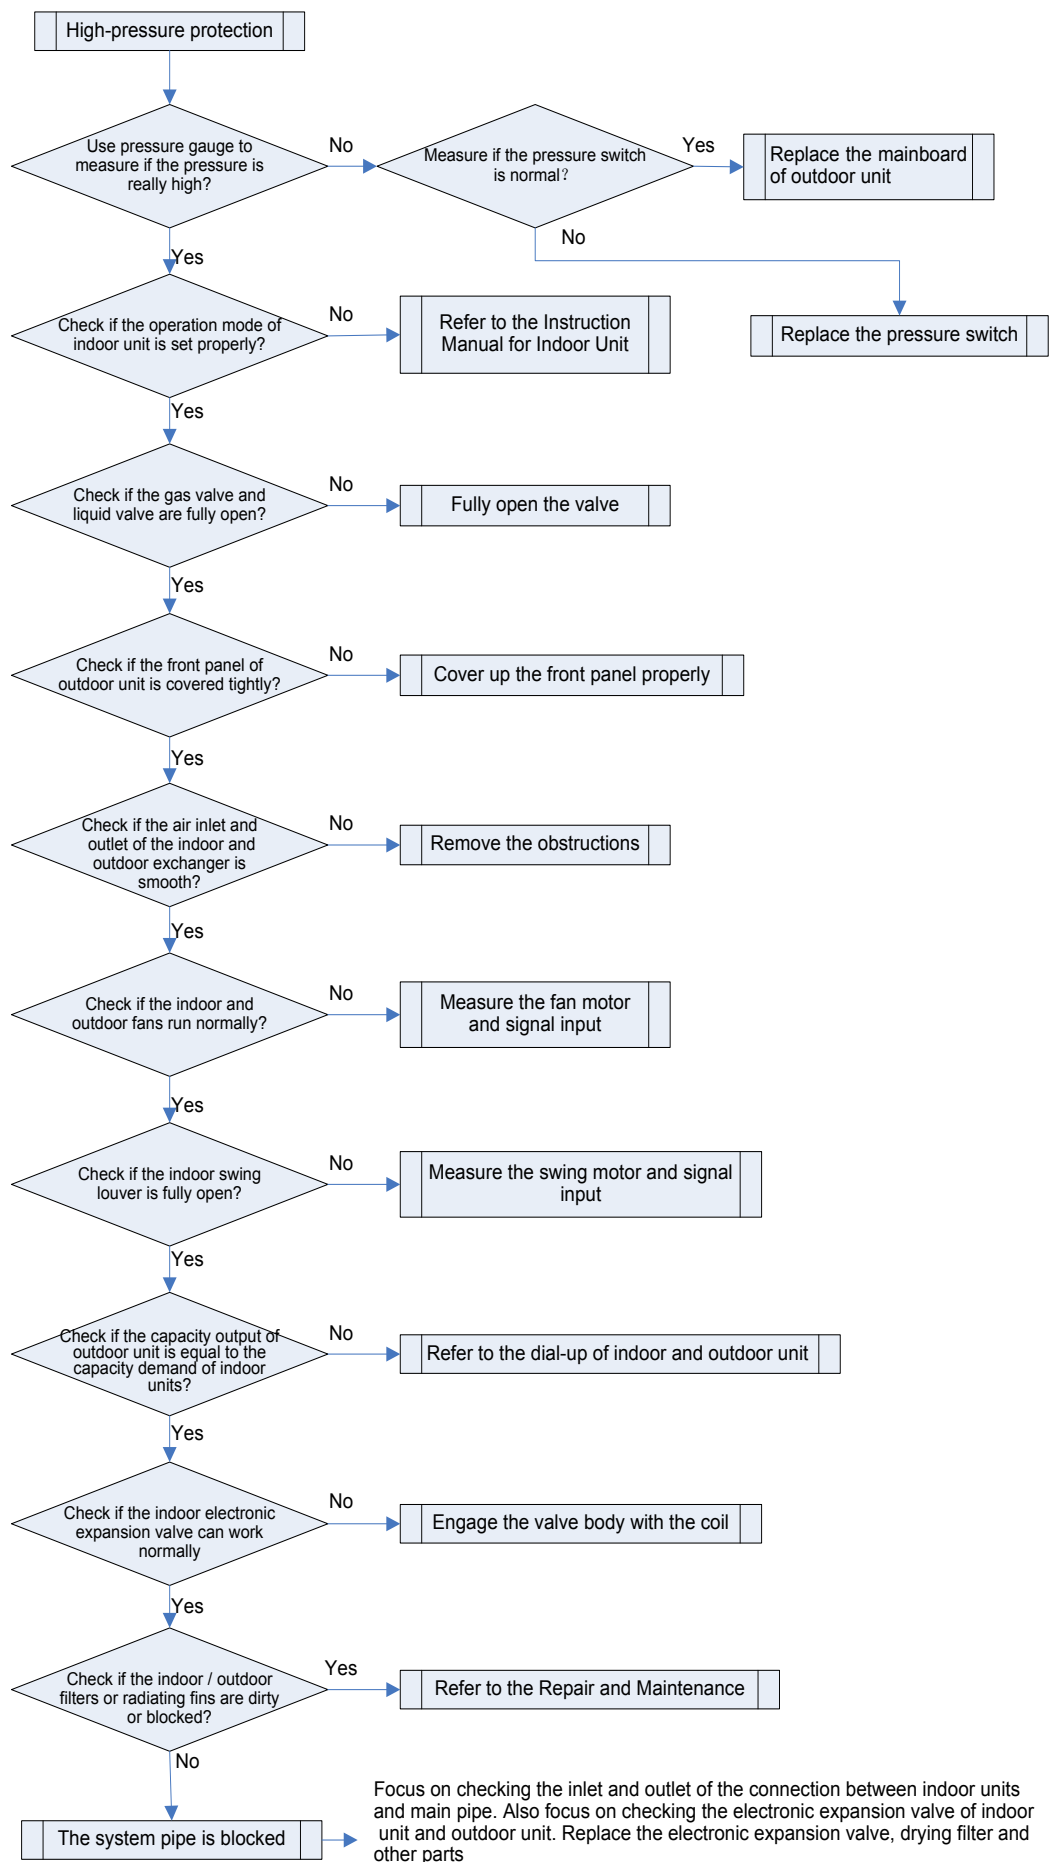 High-pressure protection
Use pressure gauge to
measure if the pressure is
really high?
No
Measure if the pressure switch
is normal?
Yes
Replace the mainboard
of outdoor unit
No
Replace the pressure switch
Yes
Check if the operation mode of
indoor unit is set properly?
No
Refer to the Instruction
Manual for Indoor Unit
Yes
Check if the gas valve and
liquid valve are fully open?
No
Fully open the valve
Yes
Check if the front panel of
outdoor unit is covered tightly?
No
Cover up the front panel properly
Yes
Check if the air inlet and
outlet of the indoor and
outdoor exchanger is
smooth?
No
Remove the obstructions
Yes
Check if the indoor and
outdoor fans run normally?
No
Measure the fan motor
and signal input
Yes
Check if the indoor swing
louver is fully open?
No
Measure the swing motor and signal
input
Yes
Check if the capacity output of
outdoor unit is equal to the
capacity demand of indoor
units?
No
Refer to the dial-up of indoor and outdoor unit
Yes
Check if the indoor electronic
expansion valve can work
normally
No
Engage the valve body with the coil
Yes
Check if the indoor / outdoor
filters or radiating fins are dirty
or blocked?
Yes
Refer to the Repair and Maintenance
No
The system pipe is blocked
Focus on checking the inlet and outlet of the connection between indoor units
and main pipe. Also focus on checking the electronic expansion valve of indoor
unit and outdoor unit. Replace the electronic expansion valve, drying filter and
other parts